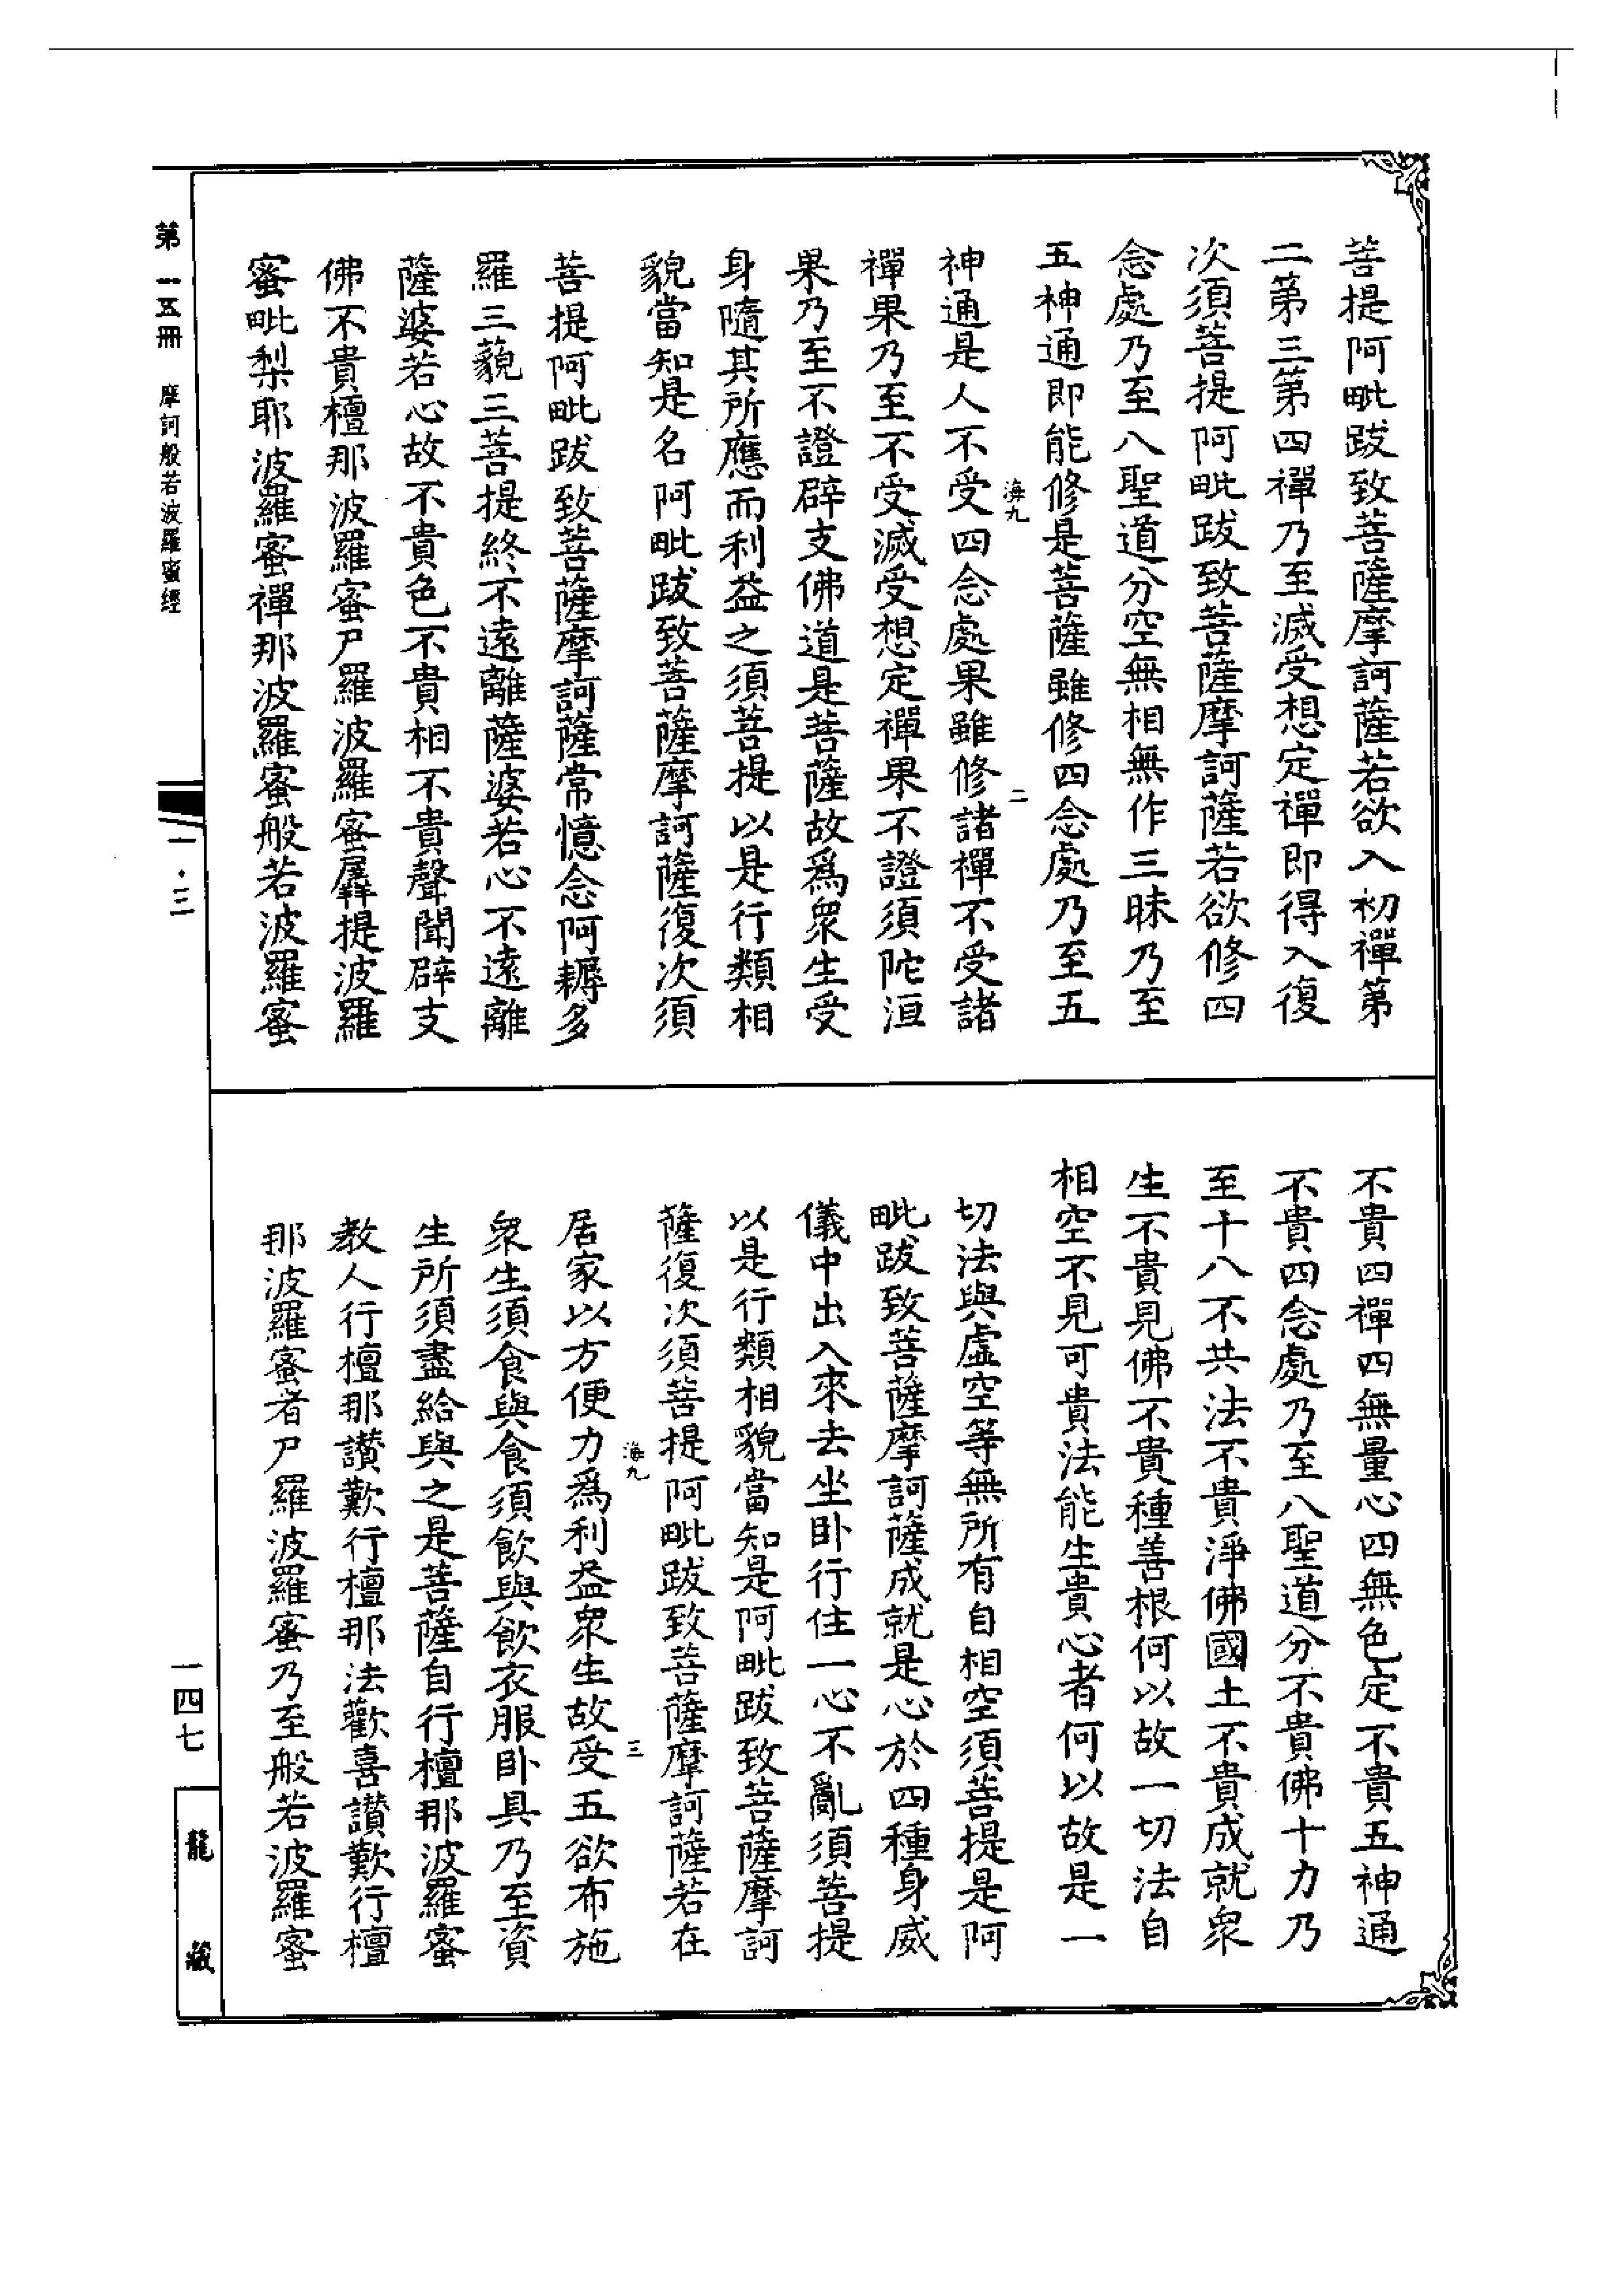 菩提阿毗跋致菩薩摩訶薩若欲入初禪第
二第三第四禪乃至滅受想定禪即得入復
次須菩提阿毗跋致菩薩摩訶薩若欲修四
念處乃至八聖道分空無相無作三昧乃至
五神通即能修是菩薩雖修四念處乃至五
海九
二
神通是人不受四念處果雖修諸禪不受諸
禪果乃至不受滅受想定禪果不證須陀洹
果乃至不證辟支佛道是菩薩故爲衆生受
身隨其所應而利益之須菩提以是行類相
貌當知是名阿毗跋致菩薩摩訶薩復次須
菩提阿毗跋致菩薩摩訶薩常憶念阿耨多
羅三藐三菩提終不遠離薩婆若心不遠離
薩婆若心故不貴色不貴相不貴聲聞辟支
佛不貴檀那波羅蜜尸羅波羅蜜羼提波羅
蜜毗梨耶波羅蜜禪那波羅蜜般若波羅蜜
不貴四禪四無量心四無色定不貴五神通
不貴四念處乃至八聖道分不貴佛十力乃
至十八不共法不貴淨佛國土不貴成就衆
生不貴見佛不貴種善根何以故一切法自
相空不見可貴法能生貴心者何以故是一
切法與虛空等無所有自相空須菩提是阿
毗跋致菩薩摩訶薩成就是心於四種身威
儀中出入來去坐卧行住一心不亂須菩提
以是行類相貌當知是阿毗跋致菩薩摩訶
薩復次須菩提阿毗跋致菩薩摩訶薩若在
海九
三
居家以方便力爲利益衆生故受五欲布施
衆生須食與食須飲與飲衣服卧具乃至資
生所須盡給與之是菩薩自行檀那波羅蜜
教人行檀那讚歎行檀那法歡喜讚歎行檀
那波羅蜜者尸羅波羅蜜乃至般若波羅蜜
第一五冊 摩訶般若波羅蜜經
一·三
一四七
龍藏